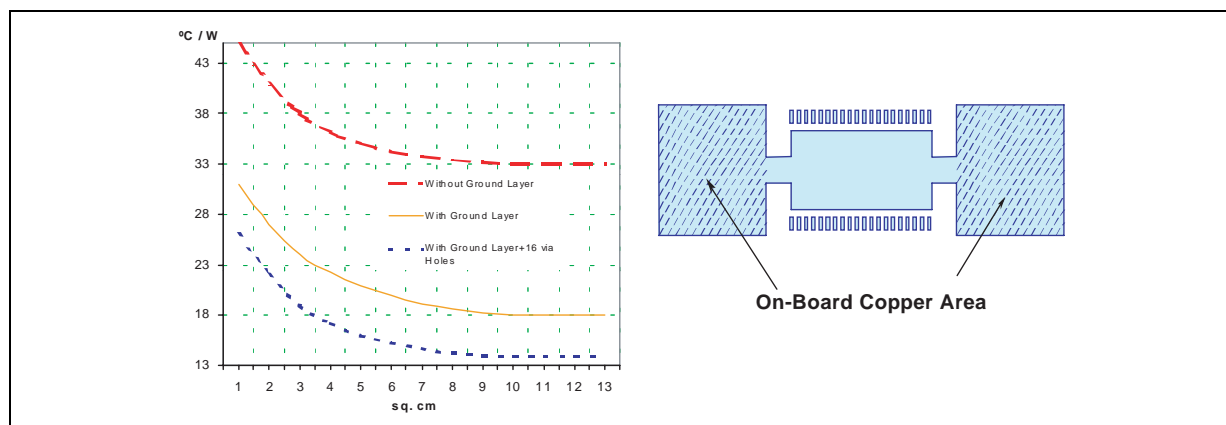 ºC / W
43
38
33
28
23
18
13
Without Ground Layer
With Ground Layer
With Ground Layer+16 via
Holes
1 2 3 4 5 6 7 8 9 10 11 12 13
sq. cm
On-Board Copper Area